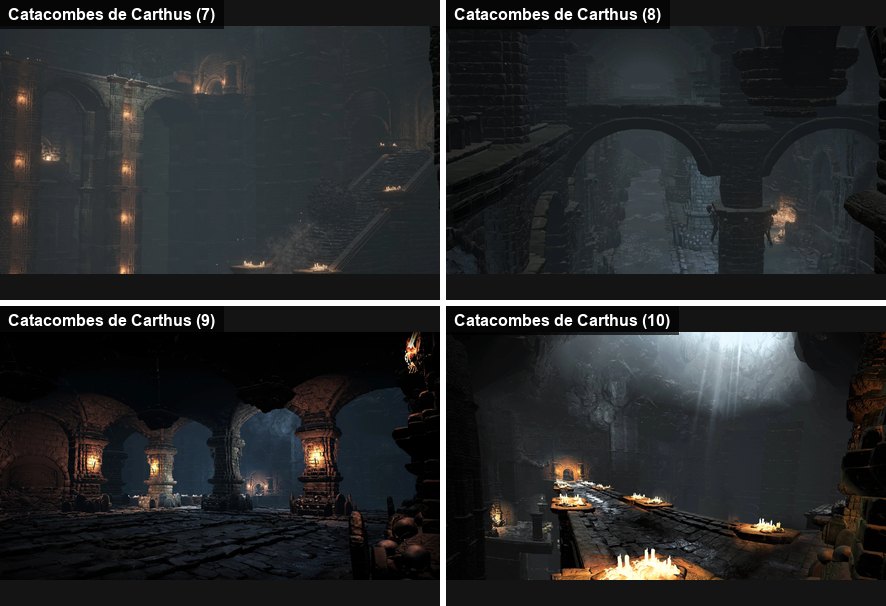 Catacombes de Carthus (7)
Catacombes de Carthus (8)
Catacombes de Carthus (9)
Catacombes de Carthus (10)